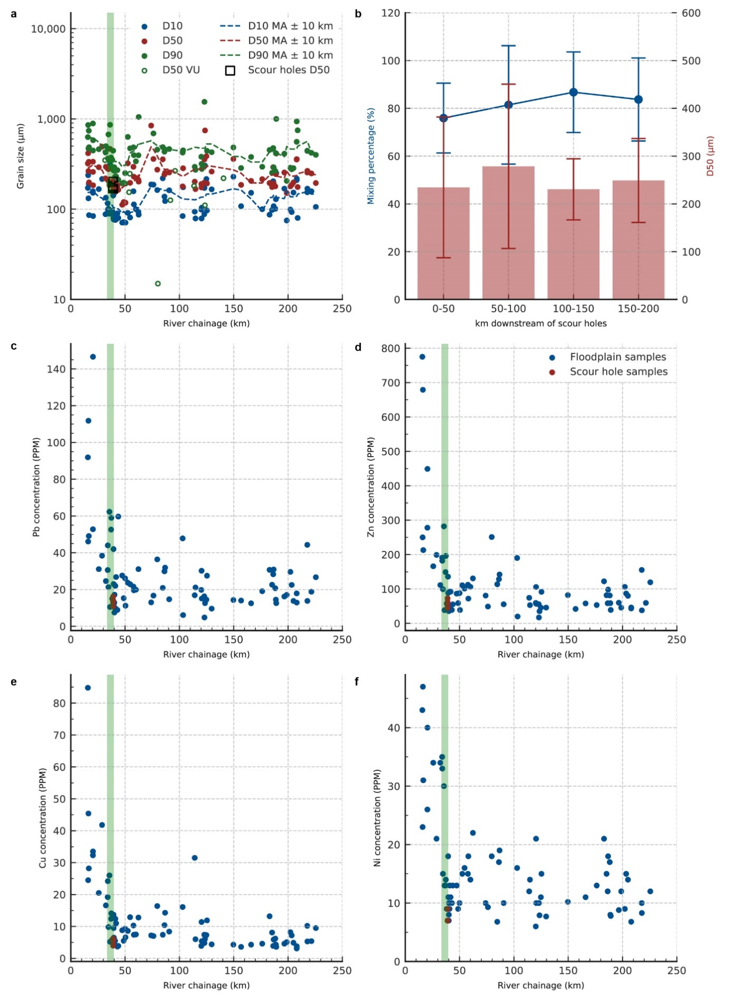 a
10,000
1,000
100
10
Grain size (μm)
D10
D50
D90
D50 VU
D10 MA ± 10 km
D50 MA ± 10 km
D90 MA ± 10 km
Scour holes D50
0 50 100 150 200 250
River chainage (km)
b
120
100
80
60
40
20
0
Mixing percentage (%)
600
500
400
300
200
100
0
D50 (μm)
0-50 50-100 100-150 150-200
km downstream of scour holes
c
140
120
100
80
60
40
20
0
Pb concentration (PPM)
0 50 100 150 200 250
River chainage (km)
d
800
700
600
500
400
300
200
100
0
Zn concentration (PPM)
Floodplain samples
Scour hole samples
0 50 100 150 200 250
River chainage (km)
e
80
70
60
50
40
30
20
10
0
Cu concentration (PPM)
0 50 100 150 200 250
River chainage (km)
f
40
30
20
10
0
Ni concentration (PPM)
0 50 100 150 200 250
River chainage (km)